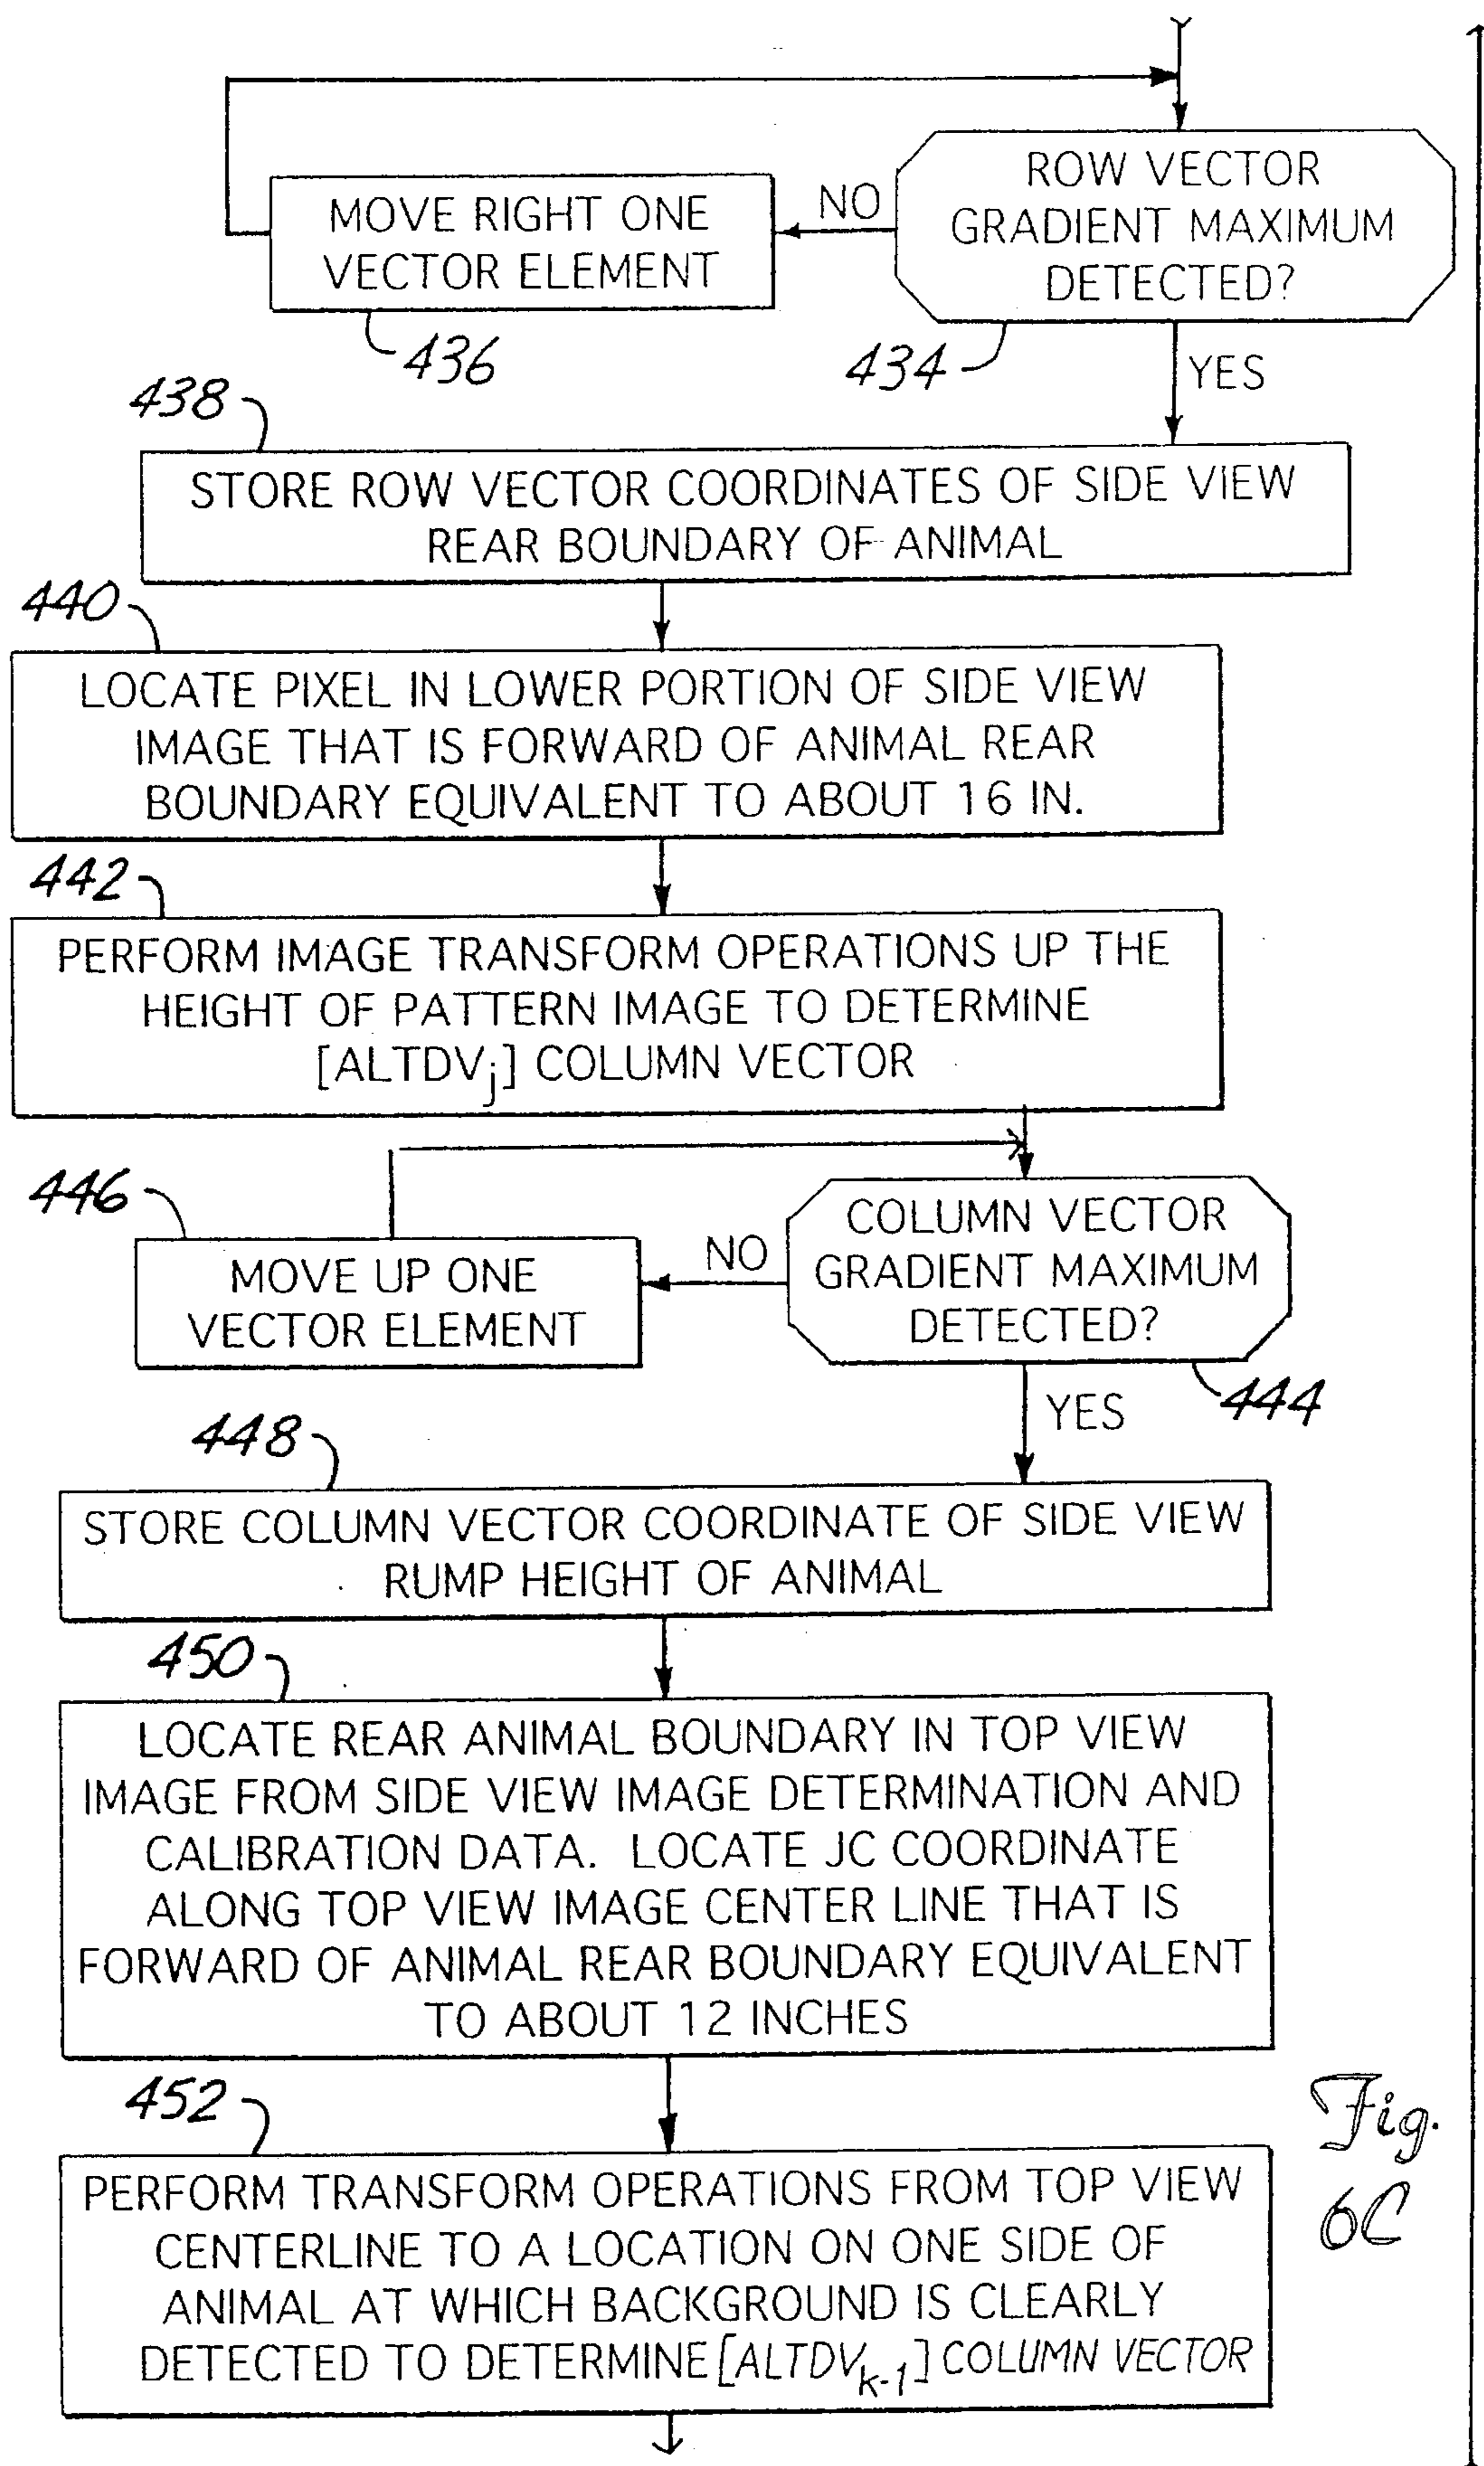 ROW VECTOR
GRADIENT MAXIMUM
DETECTED?
NO
MOVE RIGHT ONE
VECTOR ELEMENT
436
434
YES
438
STORE ROW VECTOR COORDINATES OF SIDE VIEW
REAR BOUNDARY OF ANIMAL
440
LOCATE PIXEL IN LOWER PORTION OF SIDE VIEW
IMAGE THAT IS FORWARD OF ANIMAL REAR
BOUNDARY EQUIVALENT TO ABOUT 16 IN.
442
PERFORM IMAGE TRANSFORM OPERATIONS UP THE
HEIGHT OF PATTERN IMAGE TO DETERMINE
[ALTDVj] COLUMN VECTOR
446
COLUMN VECTOR
GRADIENT MAXIMUM
DETECTED?
NO
MOVE UP ONE
VECTOR ELEMENT
444
YES
448
STORE COLUMN VECTOR COORDINATE OF SIDE VIEW
RUMP HEIGHT OF ANIMAL
450
LOCATE REAR ANIMAL BOUNDARY IN TOP VIEW
IMAGE FROM SIDE VIEW IMAGE DETERMINATION AND
CALIBRATION DATA. LOCATE JC COORDINATE
ALONG TOP VIEW IMAGE CENTER LINE THAT IS
FORWARD OF ANIMAL REAR BOUNDARY EQUIVALENT
TO ABOUT 12 INCHES
452
PERFORM TRANSFORM OPERATIONS FROM TOP VIEW
CENTERLINE TO A LOCATION ON ONE SIDE OF
ANIMAL AT WHICH BACKGROUND IS CLEARLY
DETECTED TO DETERMINE [ALTDVk-1] COLUMN VECTOR
Fig.
6C